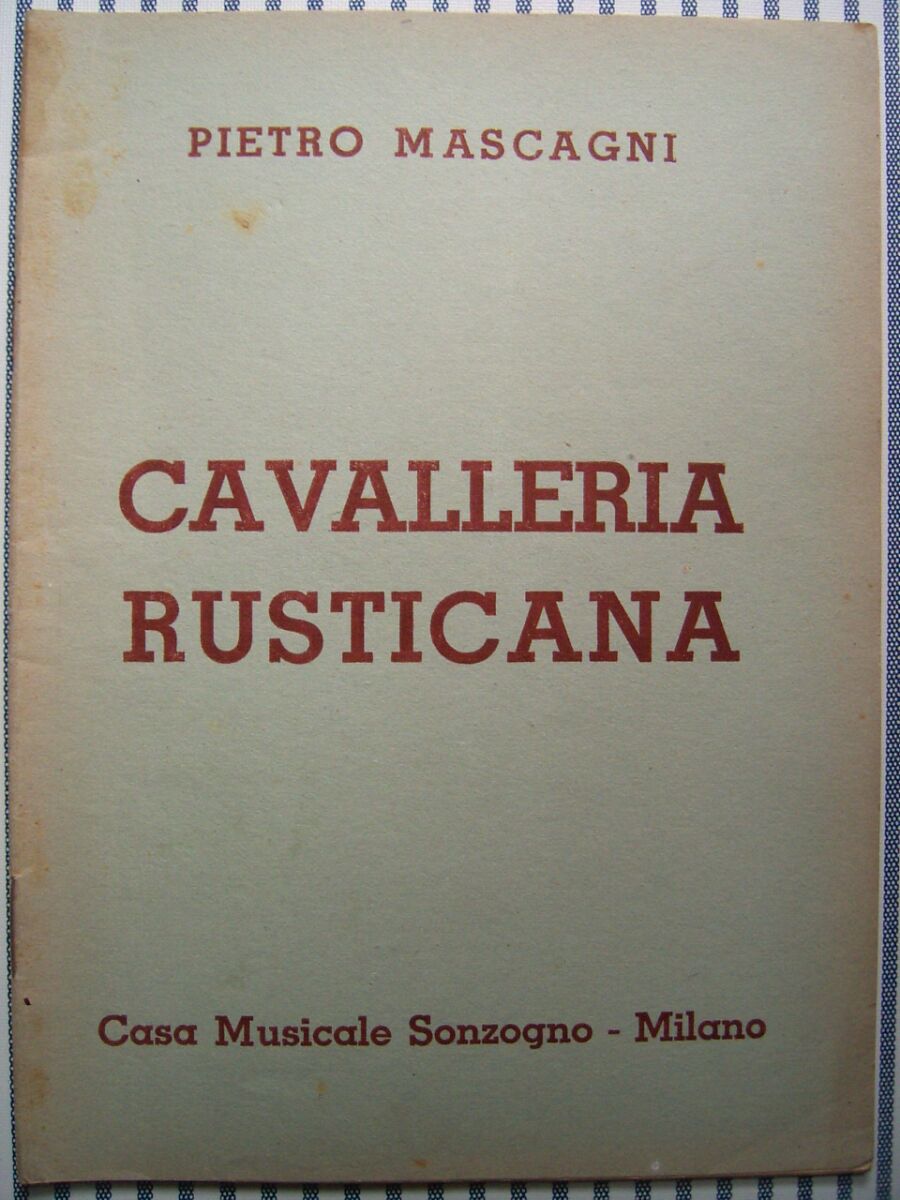 PIETRO MASCAGNI
CAVALLERIA
RUSTICANA
Casa Musicale Sonzogno - Milano